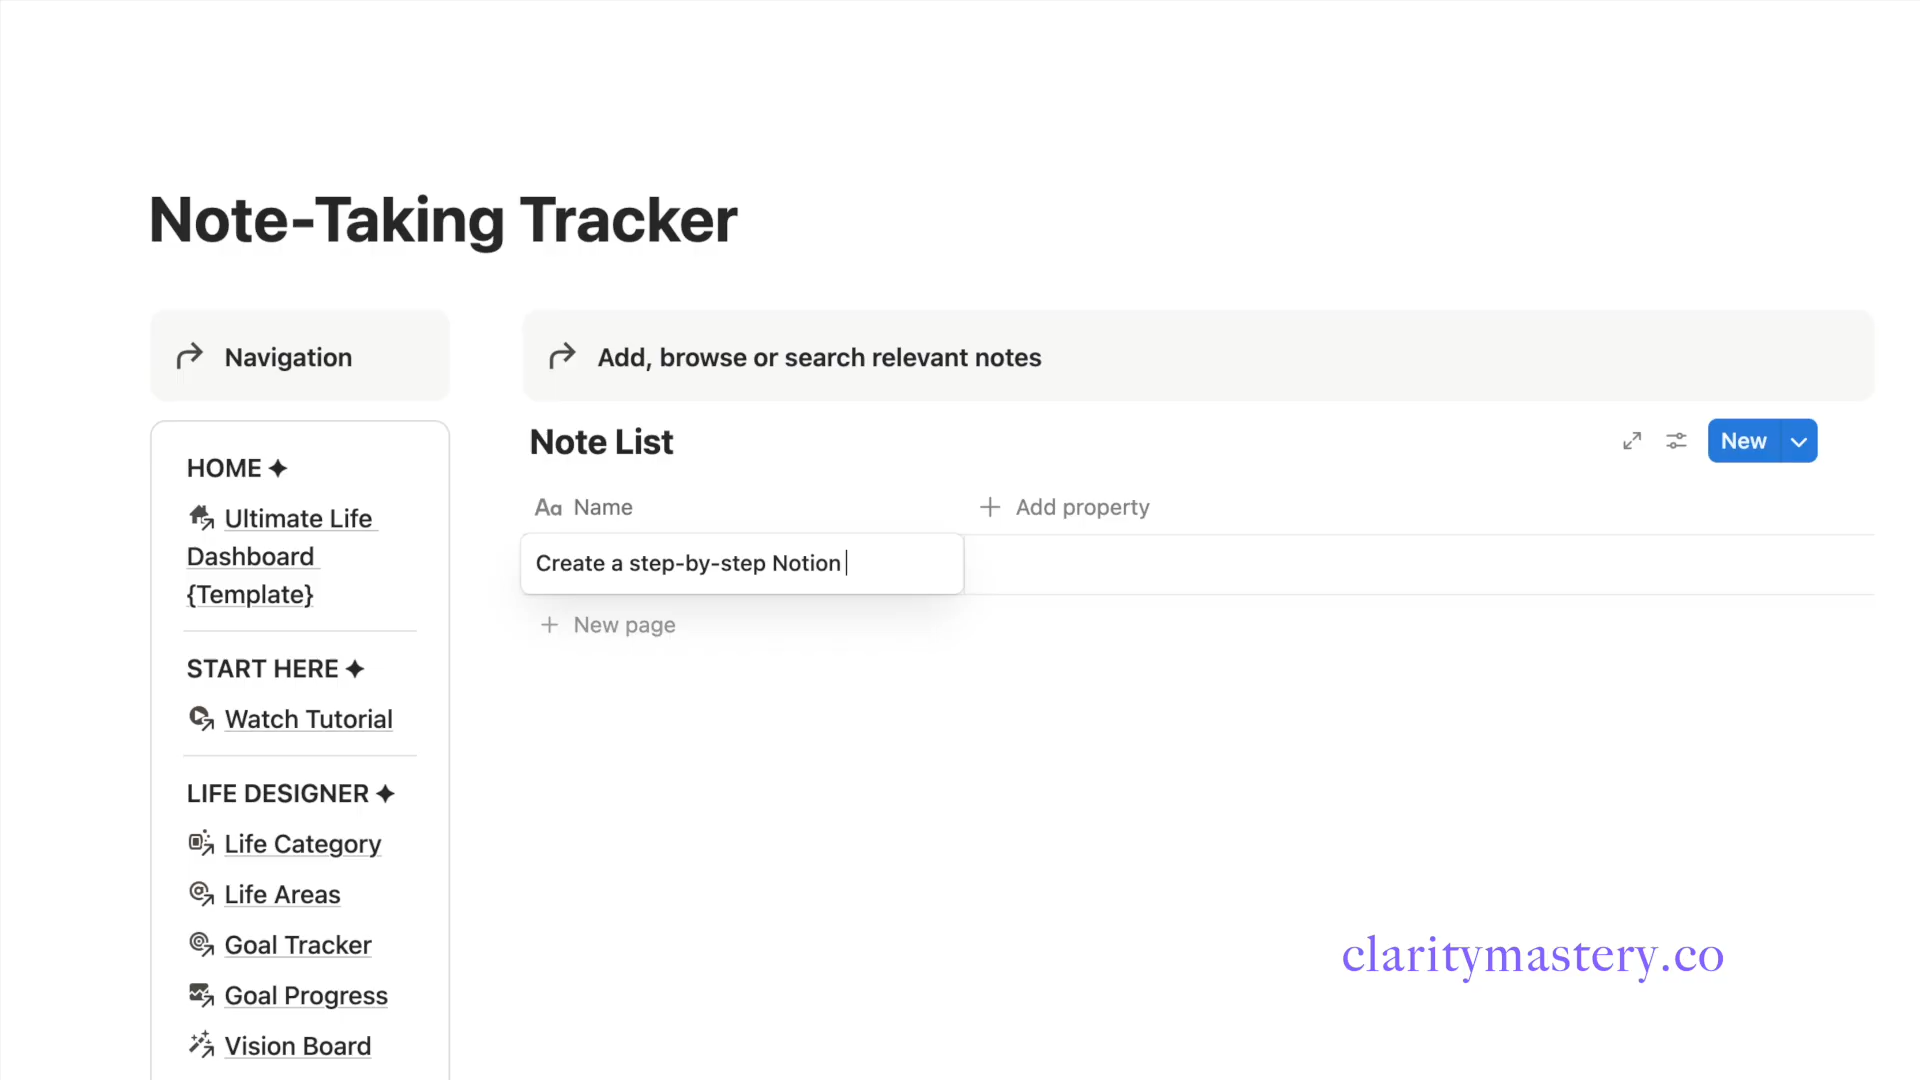 Note-Taking Tracker
Navigation
HOME ✦
Ultimate Life
Dashboard
{Template}
START HERE ✦
Watch Tutorial
LIFE DESIGNER ✦
Life Category
Life Areas
Goal Tracker
Goal Progress
Vision Board
Add, browse or search relevant notes
Note List
New
Aa Name
+ Add property
Create a step-by-step Notion
+ New page
claritymastery.co